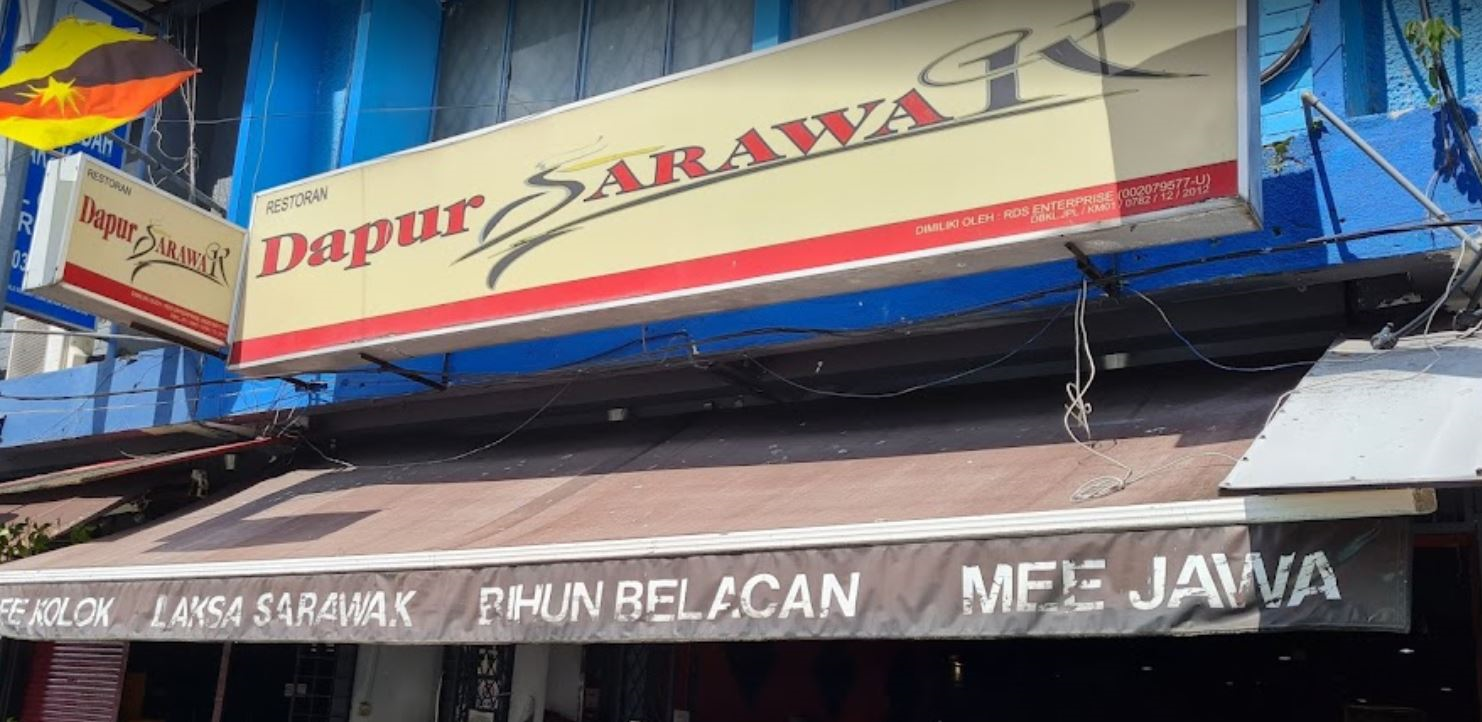 RESTORAN
Dapur SARAWAK
RESTORAN
Dapur SARAWAK
DIMILIKI OLEH : RDS ENTERPRISE (002079577-U)
DBKL.JPL / KM01 / 0782 / 12 / 2012
EE KOLOK LAKSA SARAWAK BIHUN BELACAN MEE JAWA